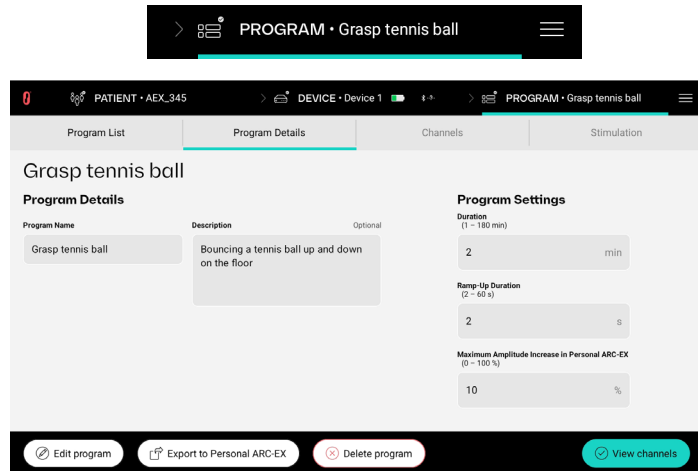 PROGRAM • Grasp tennis ball
PATIENT • AEX_345
DEVICE • Device 1
PROGRAM • Grasp tennis ball
Program List
Program Details
Channels
Stimulation
Grasp tennis ball
Program Details
Program Name
Grasp tennis ball
Description
Optional
Bouncing a tennis ball up and down
on the floor
Program Settings
Duration
(1 – 180 min)
2 min
Ramp-Up Duration
(2 – 60 s)
2 s
Maximum Amplitude Increase in Personal ARC-EX
(0 – 100 %)
10 %
Edit program
Export to Personal ARC-EX
Delete program
View channels